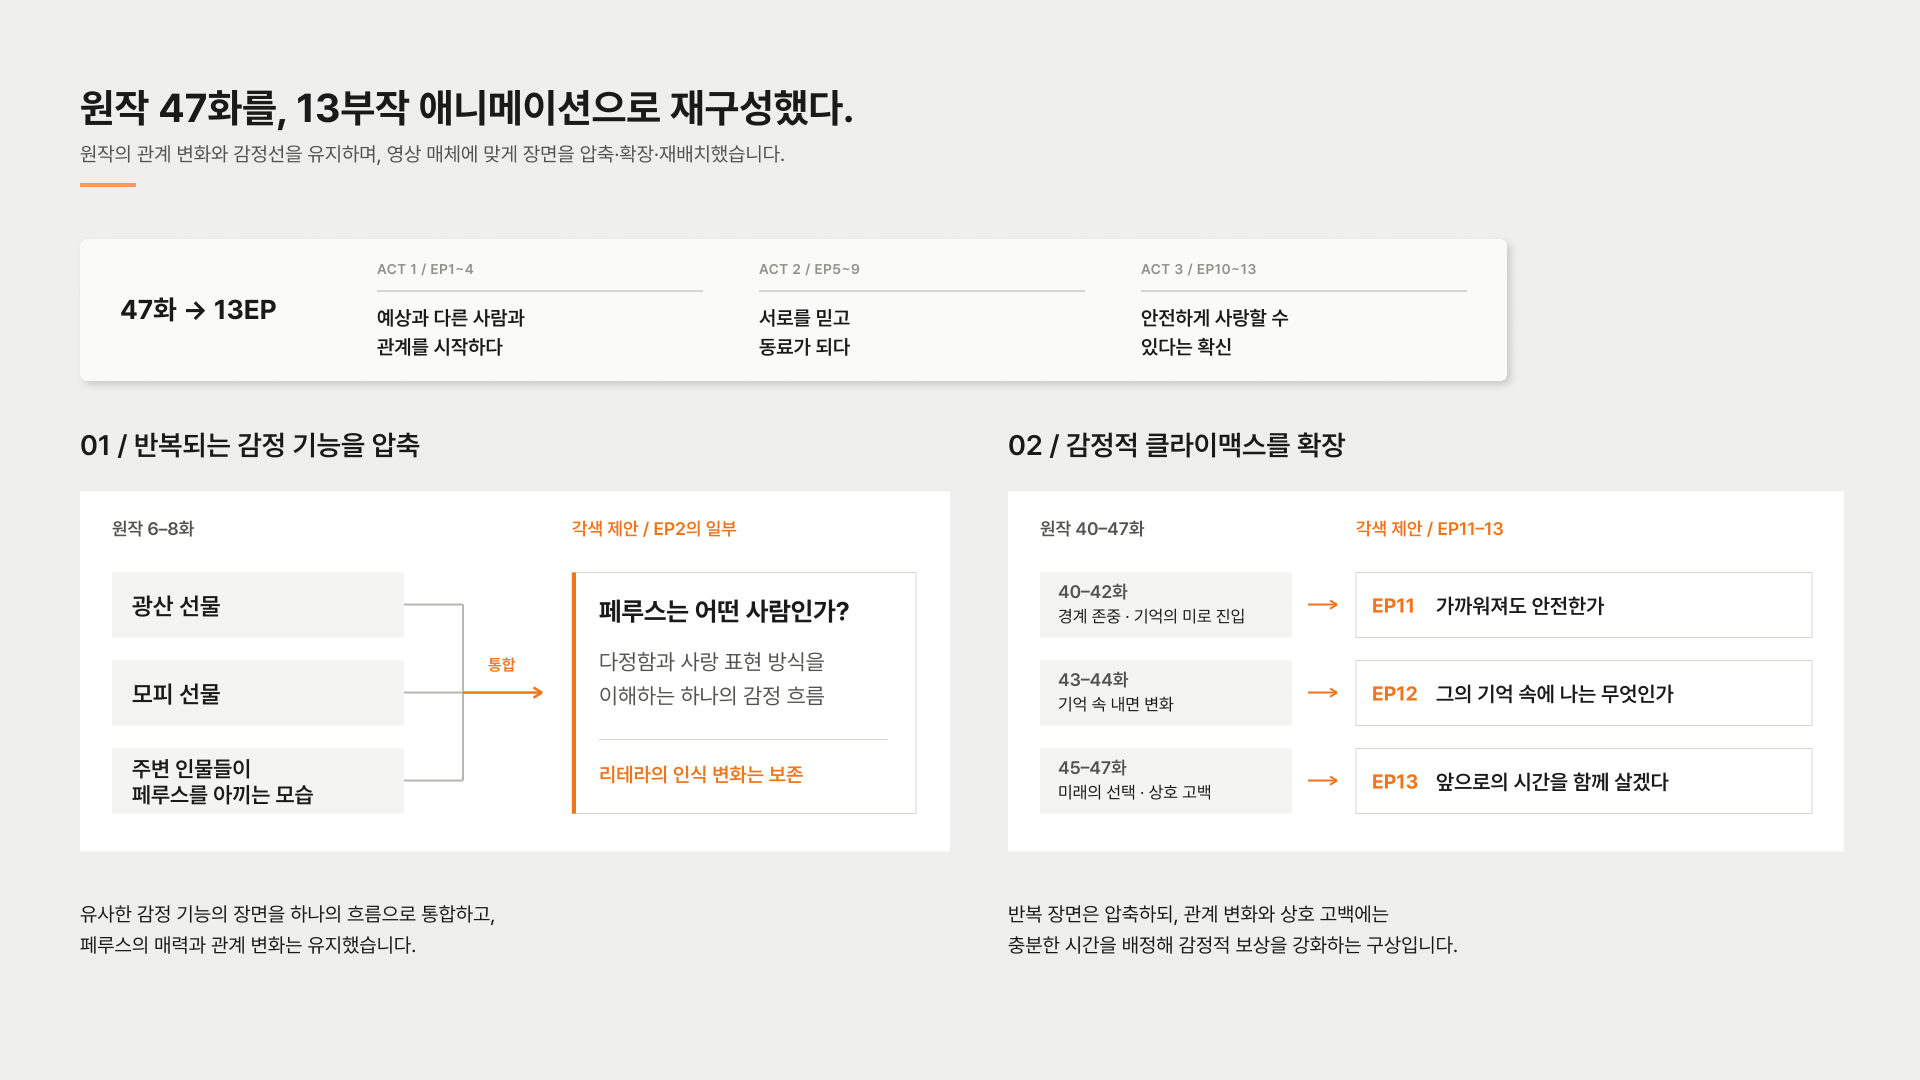 원작 47화를, 13부작 애니메이션으로 재구성했다.
원작의 관계 변화와 감정선을 유지하며, 영상 매체에 맞게 장면을 압축·확장·재배치했습니다.
47화 → 13EP
ACT 1 / EP1~4
예상과 다른 사람과
관계를 시작하다
ACT 2 / EP5~9
서로를 믿고
동료가 되다
ACT 3 / EP10~13
안전하게 사랑할 수
있다는 확신
01 / 반복되는 감정 기능을 압축
원작 6–8화
광산 선물
모피 선물
주변 인물들이
페루스를 아끼는 모습
통합
각색 제안 / EP2의 일부
페루스는 어떤 사람인가?
다정함과 사랑 표현 방식을
이해하는 하나의 감정 흐름
리테라의 인식 변화는 보존
유사한 감정 기능의 장면을 하나의 흐름으로 통합하고,
페루스의 매력과 관계 변화는 유지했습니다.
02 / 감정적 클라이맥스를 확장
원작 40–47화
각색 제안 / EP11–13
40–42화
경계 존중 · 기억의 미로 진입
EP11 가까워져도 안전한가
43–44화
기억 속 내면 변화
EP12 그의 기억 속에 나는 무엇인가
45–47화
미래의 선택 · 상호 고백
EP13 앞으로의 시간을 함께 살겠다
반복 장면은 압축하되, 관계 변화와 상호 고백에는
충분한 시간을 배정해 감정적 보상을 강화하는 구상입니다.